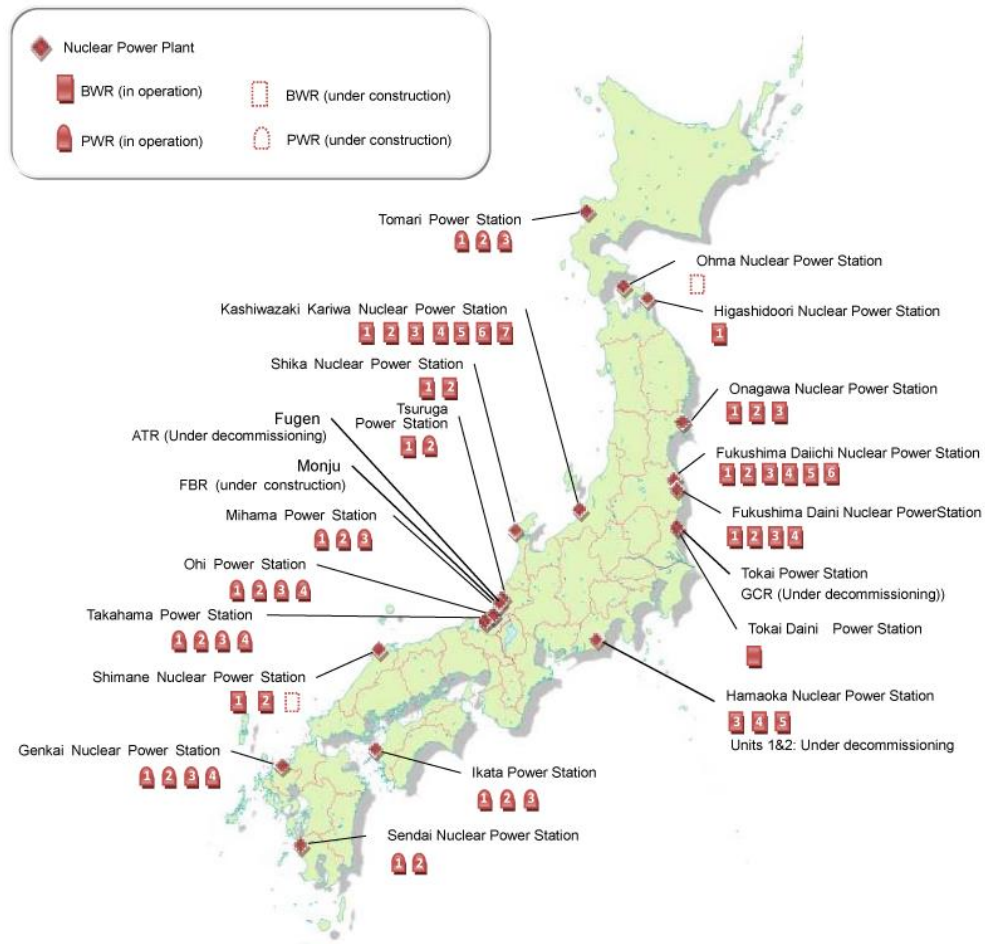 Nuclear Power Plant
BWR (in operation)
BWR (under construction)
PWR (in operation)
PWR (under construction)
Tomari Power Station
1 2 3
Ohma Nuclear Power Station
Higashidoori Nuclear Power Station
1
Kashiwazaki Kariwa Nuclear Power Station
1 2 3 4 5 6 7
Shika Nuclear Power Station
1 2
Tsuruga
Power Station
1 2
Onagawa Nuclear Power Station
1 2 3
Fugen
ATR (Under decommissioning)
Fukushima Daiichi Nuclear Power Station
1 2 3 4 5 6
Monju
FBR (under construction)
Fukushima Daini Nuclear PowerStation
1 2 3 4
Mihama Power Station
1 2 3
Ohi Power Station
1 2 3 4
Tokai Power Station
GCR (Under decommissioning))
Takahama Power Station
1 2 3 4
Tokai Daini Power Station
Shimane Nuclear Power Station
1 2
Hamaoka Nuclear Power Station
3 4 5
Units 1&2: Under decommissioning
Genkai Nuclear Power Station
1 2 3 4
Ikata Power Station
1 2 3
Sendai Nuclear Power Station
1 2